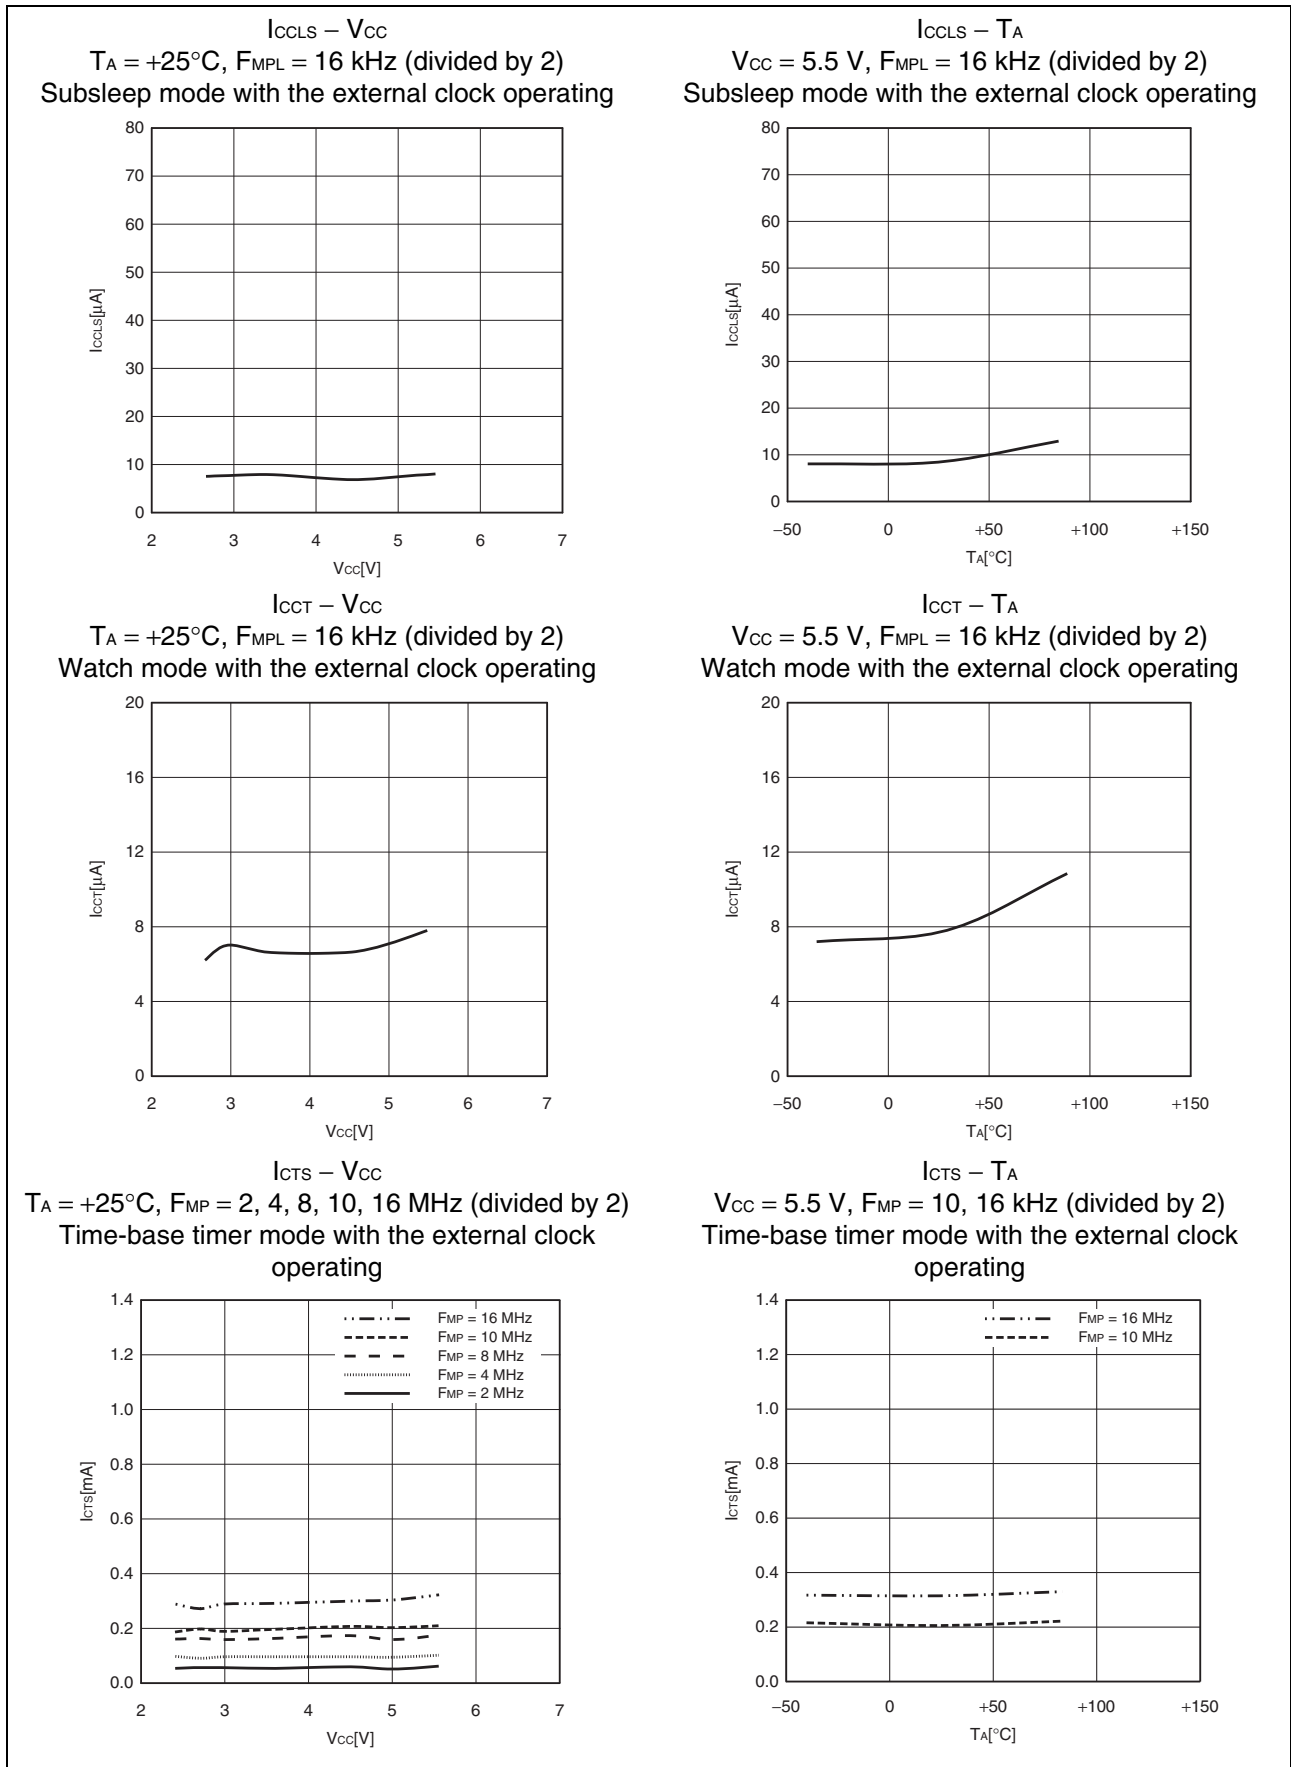 ICCLS – VCC
TA = +25°C, FMPL = 16 kHz (divided by 2)
Subsleep mode with the external clock operating
80
70
60
50
40
30
20
10
0
ICCLS[µA]
2 3 4 5 6 7
VCC[V]
ICCLS – TA
VCC = 5.5 V, FMPL = 16 kHz (divided by 2)
Subsleep mode with the external clock operating
80
70
60
50
40
30
20
10
0
ICCLS[µA]
−50 0 +50 +100 +150
TA[°C]
ICCT – VCC
TA = +25°C, FMPL = 16 kHz (divided by 2)
Watch mode with the external clock operating
20
16
12
8
4
0
ICCT[µA]
2 3 4 5 6 7
VCC[V]
ICCT – TA
VCC = 5.5 V, FMPL = 16 kHz (divided by 2)
Watch mode with the external clock operating
20
16
12
8
4
0
ICCT[µA]
−50 0 +50 +100 +150
TA[°C]
ICTS – VCC
TA = +25°C, FMP = 2, 4, 8, 10, 16 MHz (divided by 2)
Time-base timer mode with the external clock
operating
1.4
1.2
1.0
0.8
0.6
0.4
0.2
0.0
ICTS[mA]
FMP = 16 MHz
FMP = 10 MHz
FMP = 8 MHz
FMP = 4 MHz
FMP = 2 MHz
2 3 4 5 6 7
VCC[V]
ICTS – TA
VCC = 5.5 V, FMP = 10, 16 kHz (divided by 2)
Time-base timer mode with the external clock
operating
1.4
1.2
1.0
0.8
0.6
0.4
0.2
0.0
ICTS[mA]
FMP = 16 MHz
FMP = 10 MHz
−50 0 +50 +100 +150
TA[°C]